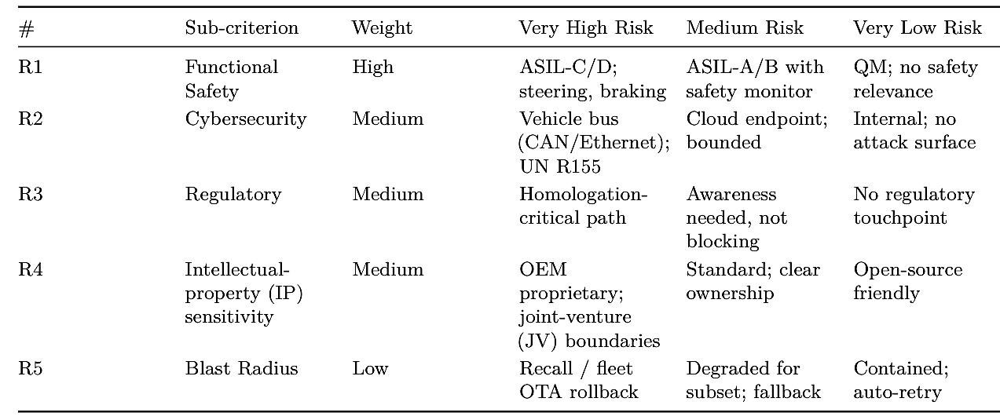 # Sub-criterion Weight Very High Risk Medium Risk Very Low Risk
R1 Functional High ASIL-C/D; ASIL-A/B with QM; no safety
Safety steering, braking safety monitor relevance
R2 Cybersecurity Medium Vehicle bus Cloud endpoint; Internal; no
(CAN/Ethernet); bounded attack surface
UN R155
R3 Regulatory Medium Homologation- Awareness No regulatory
critical path needed, not touchpoint
blocking
R4 Intellectual- Medium OEM Standard; clear Open-source
property (IP) proprietary; ownership friendly
sensitivity joint-venture
(JV) boundaries
R5 Blast Radius Low Recall / fleet Degraded for Contained;
OTA rollback subset; fallback auto-retry